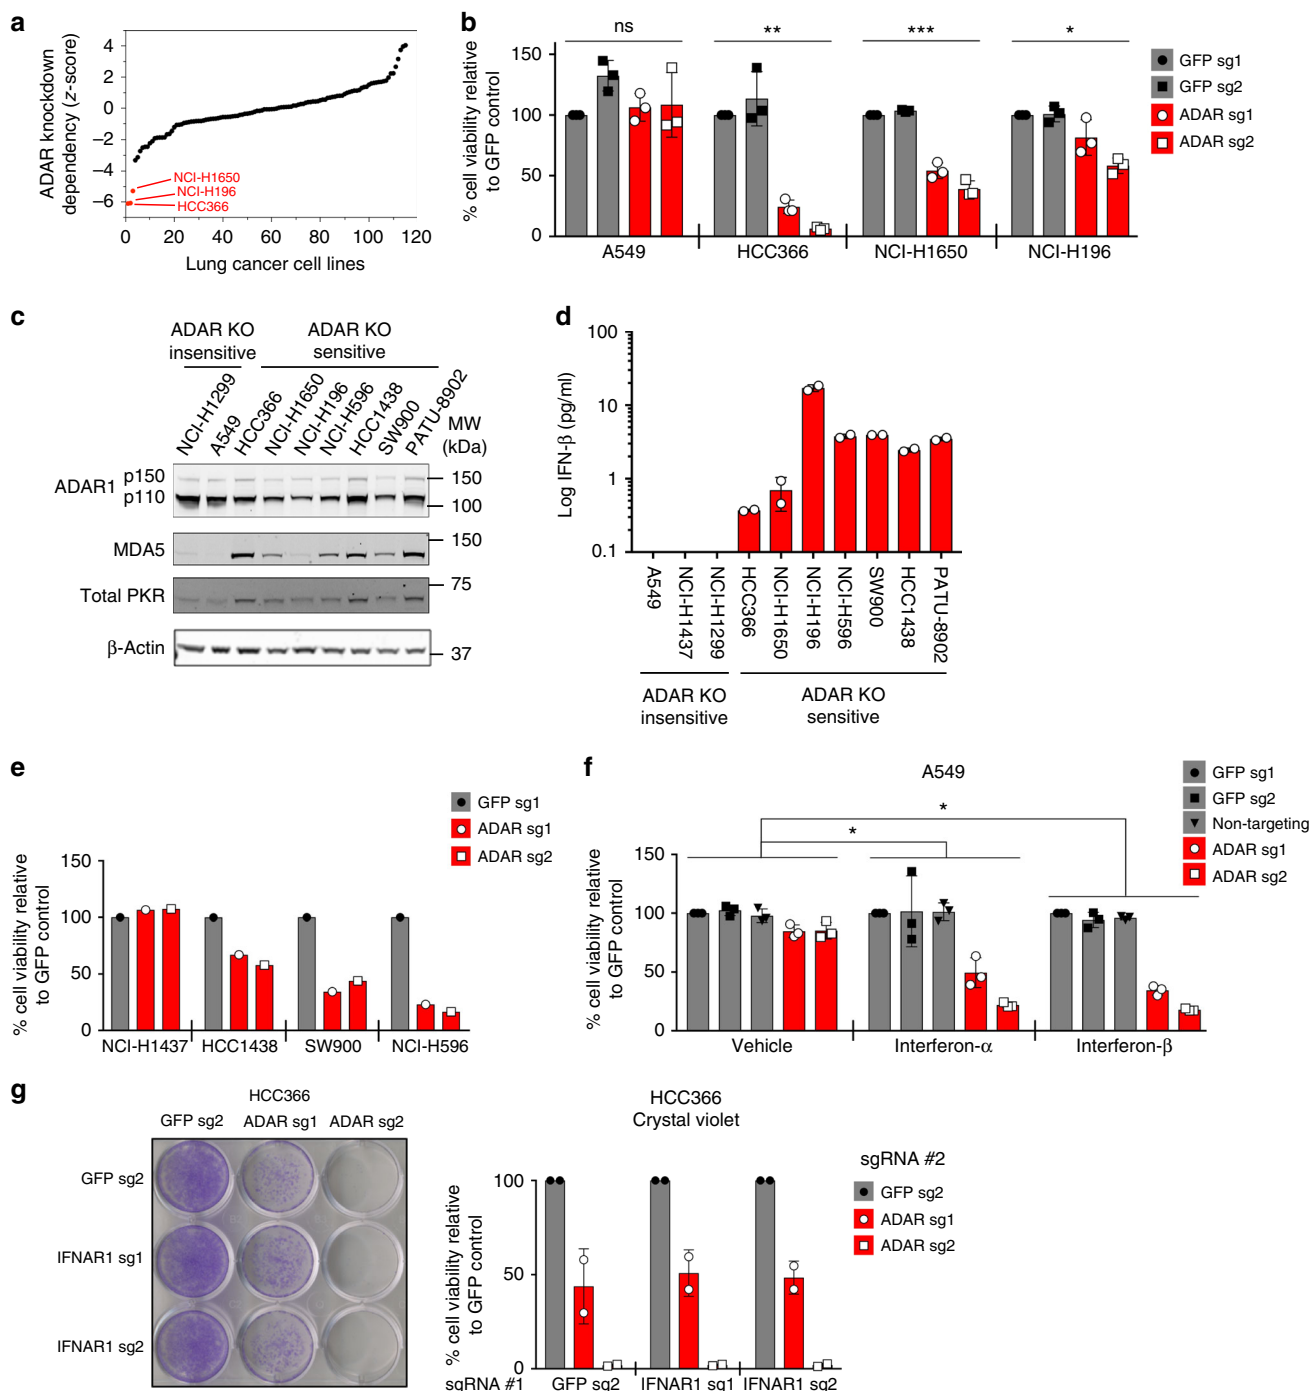 a
ADAR knockdown
dependency (z-score)
4
2
0
−2
−4
−6
NCI-H1650
NCI-H196
HCC366
0
20
40
60
80
100
120
Lung cancer cell lines
b
% cell viability relative
to GFP control
150
100
50
0
ns
**
***
*
A549
HCC366
NCI-H1650
NCI-H196
GFP sg1
GFP sg2
ADAR sg1
ADAR sg2
c
ADAR KO
insensitive
ADAR KO
sensitive
NCI-H1299
A549
HCC366
NCI-H1650
NCI-H196
NCI-H596
HCC1438
SW900
PATU-8902
MW
(kDa)
ADAR1
p150
p110
150
100
MDA5
150
Total PKR
75
β-Actin
37
d
Log IFN-β (pg/ml)
100
10
1
0.1
A549
NCI-H1437
NCI-H1299
HCC366
NCI-H1650
NCI-H196
NCI-H596
SW900
HCC1438
PATU-8902
ADAR KO
insensitive
ADAR KO
sensitive
e
GFP sg1
ADAR sg1
ADAR sg2
% cell viability relative
to GFP control
150
100
50
0
NCI-H1437
HCC1438
SW900
NCI-H596
f
A549
GFP sg1
GFP sg2
Non-targeting
ADAR sg1
ADAR sg2
*
*
% cell viability relative
to GFP control
150
100
50
0
Vehicle
Interferon-α
Interferon-β
g
HCC366
GFP sg2
ADAR sg1
ADAR sg2
GFP sg2
IFNAR1 sg1
IFNAR1 sg2
HCC366
Crystal violet
% cell viability relative
to GFP control
100
50
0
sgRNA #1
GFP sg2
IFNAR1 sg1
IFNAR1 sg2
sgRNA #2
GFP sg2
ADAR sg1
ADAR sg2